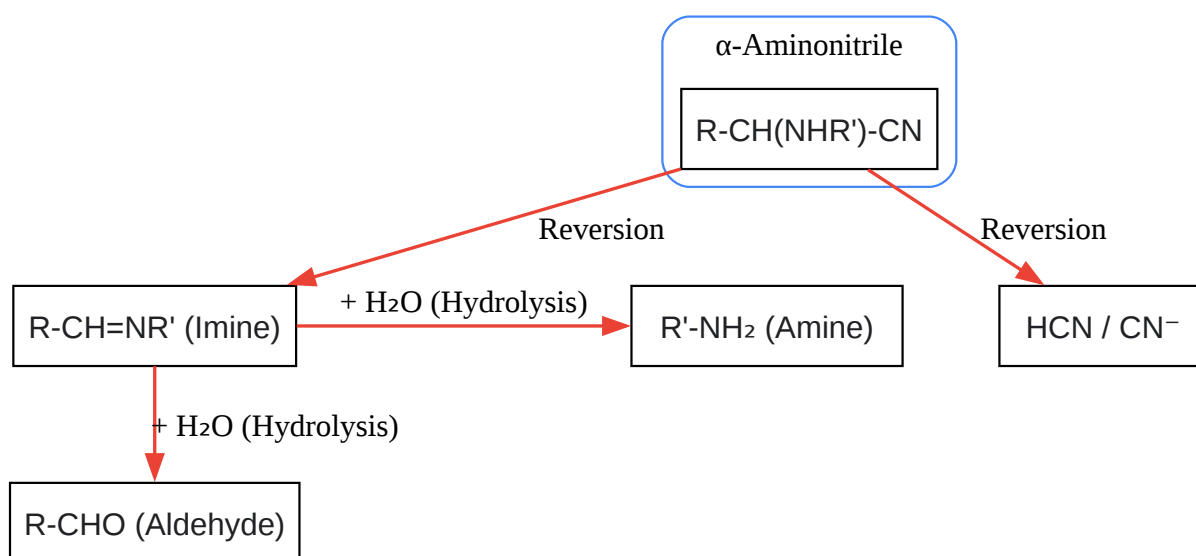 α-Aminonitrile
R-CH(NHR')-CN
Reversion
Reversion
+ H₂O (Hydrolysis)
R-CH=NR' (Imine)
R'-NH₂ (Amine)
HCN / CN⁻
+ H₂O (Hydrolysis)
R-CHO (Aldehyde)